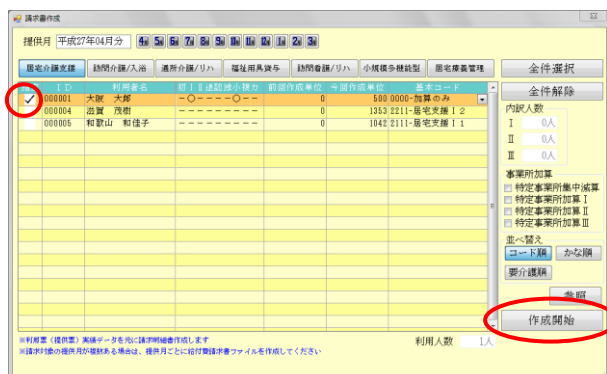 請求書作成
提供月 平成27年04月分 4月 5月 6月 7月 8月 9月 10月 11月 12月 1月 2月 3月
居宅介護支援 訪問介護/入浴 通所介護/リハ 福祉用具貸与 訪問看護/リハ 小規模多機能型 居宅療養管理 全件選択
ID 利用者名 初ⅠⅡ退認推小複カ 前回作成単位 今回作成単位 基本コード 全件解除
000001 大阪 太郎 −○−−−−○−− 0 500 0000-加算のみ
000004 滋賀 茂樹 −−−−−−−−− 0 1353 2211-居宅支援Ⅰ2
000005 和歌山 和佳子 −−−−−−−−− 0 1042 2111-居宅支援Ⅰ1
内訳人数
Ⅰ 0人
Ⅱ 0人
Ⅲ 0人
事業所加算
特定事業所集中減算
特定事業所加算Ⅰ
特定事業所加算Ⅱ
特定事業所加算Ⅲ
並べ替え
コード順 かな順
要介護順
参照
作成開始
※利用票（提供票）実績データを元に請求明細書作成します 利用人数 1人
※請求対象の提供月が複数ある場合は、提供月ごとに給付管請求書ファイルを作成してください